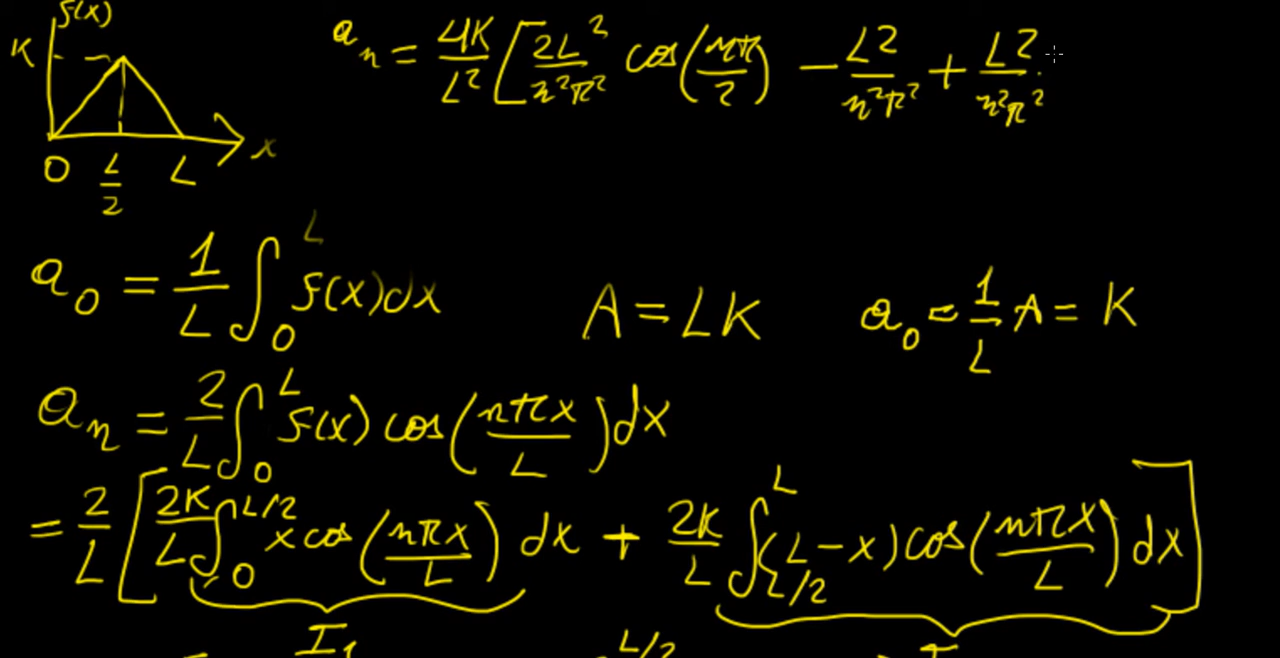 f(x)
K
0 L/2 L x
a_n = 4K/L² [ 2L²/n²π² cos(nπ/2) − L²/n²π² + L²/n²π²
a_0 = 1/L ∫_0^L f(x)dx A = LK a_0 = 1/L A = K
a_n = 2/L ∫_0^L f(x) cos(nπx/L) dx
= 2/L [ 2K/L ∫_0^{L/2} x cos(nπx/L) dx + 2K/L ∫_{L/2}^L (L−x) cos(nπx/L) dx ]
I_1
L/2